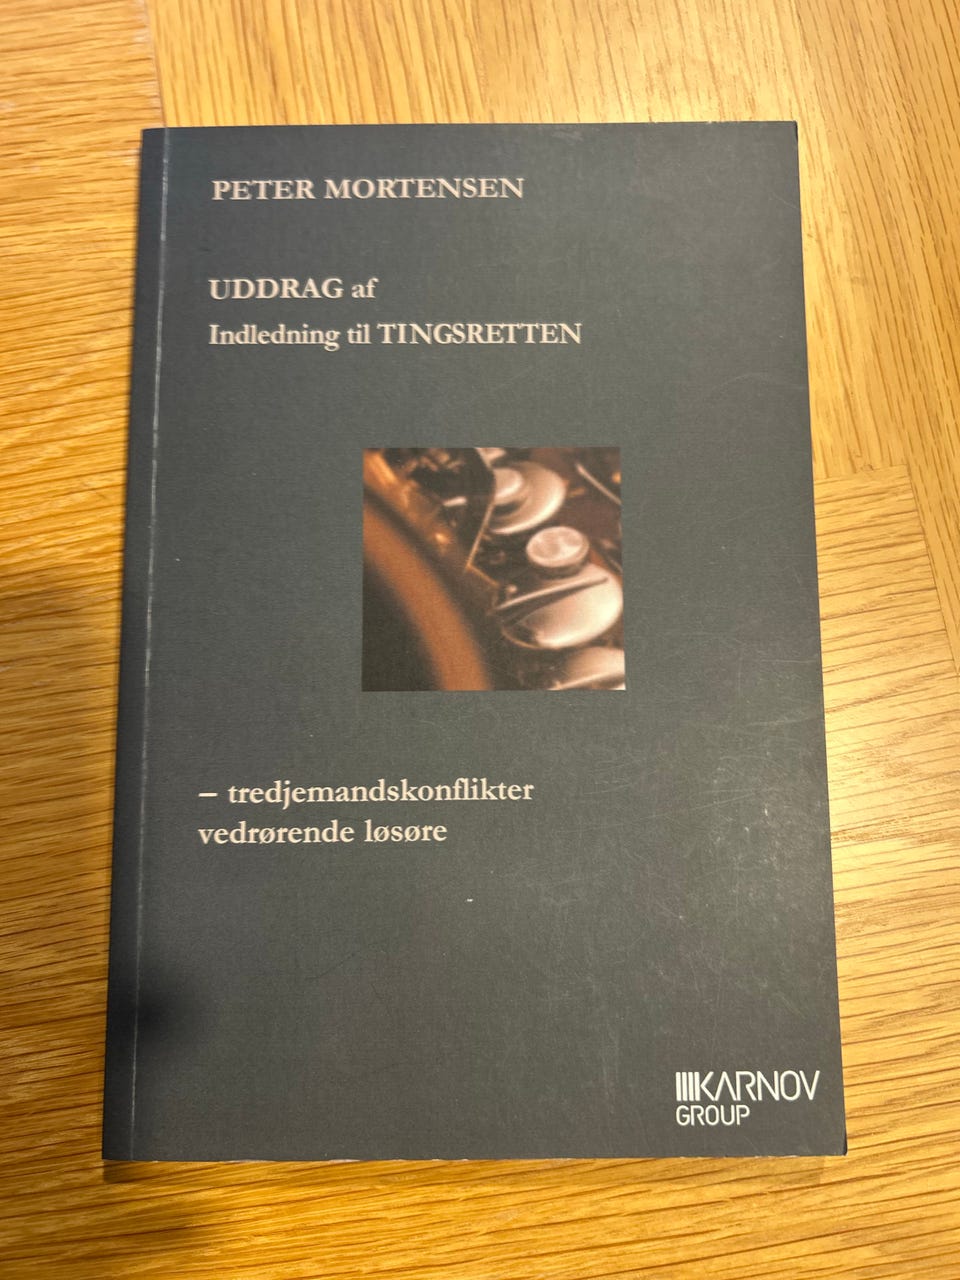 PETER MORTENSEN
UDDRAG af
Indledning til TINGSRETTEN
– tredjemandskonflikter
vedrørende løsøre
KARNOV
GROUP